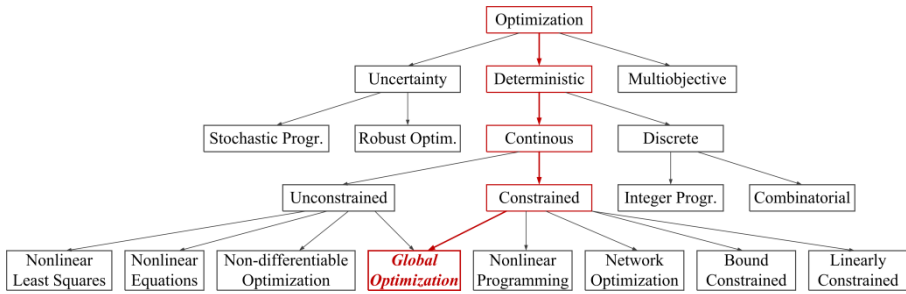 Optimization
Uncertainty
Deterministic
Multiobjective
Stochastic Progr.
Robust Optim.
Continous
Discrete
Unconstrained
Constrained
Integer Progr.
Combinatorial
Nonlinear
Least Squares
Nonlinear
Equations
Non-differentiable
Optimization
Global
Optimization
Nonlinear
Programming
Network
Optimization
Bound
Constrained
Linearly
Constrained